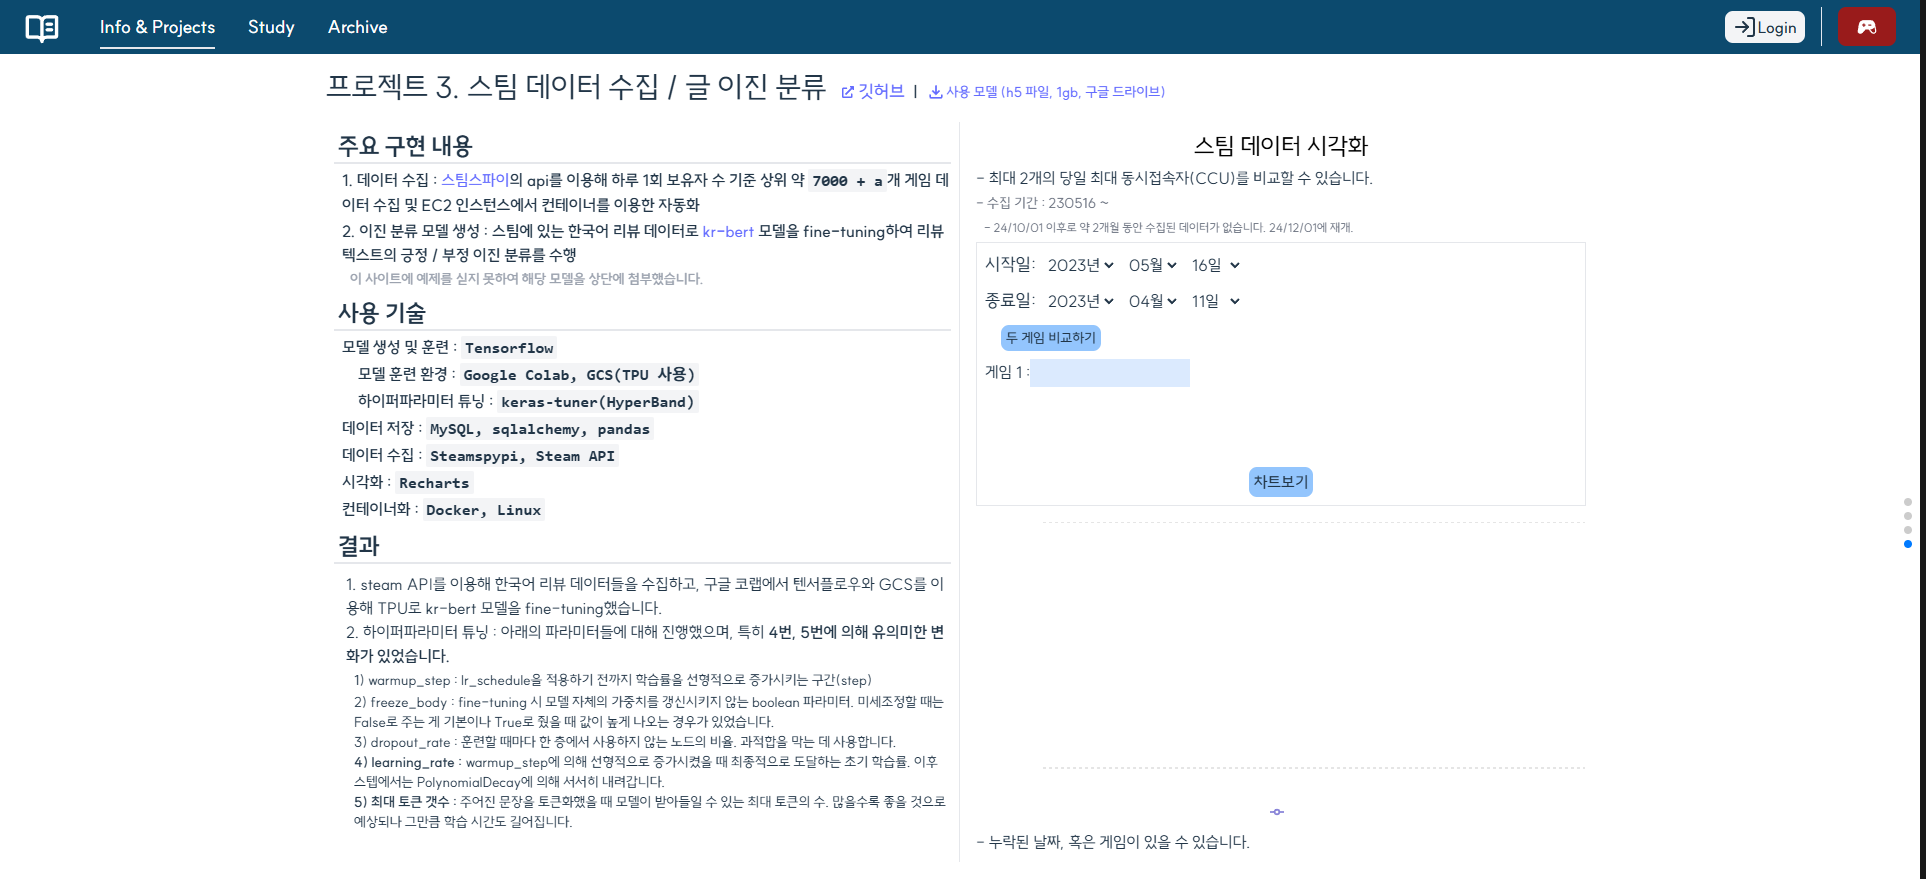 Info & Projects
Study
Archive
Login
프로젝트 3. 스팀 데이터 수집 / 글 이진 분류
깃허브 | 사용 모델 (h5 파일, 1gb, 구글 드라이브)
주요 구현 내용
1. 데이터 수집 : 스팀스파이의 api를 이용해 하루 1회 보유자 수 기준 상위 약 7000 + a개 게임 데
이터 수집 및 EC2 인스턴스에서 컨테이너를 이용한 자동화
2. 이진 분류 모델 생성 : 스팀에 있는 한국어 리뷰 데이터로 kr-bert 모델을 fine-tuning하여 리뷰
텍스트의 긍정 / 부정 이진 분류를 수행
이 사이트에 예제를 싣지 못하여 해당 모델을 상단에 첨부했습니다.
사용 기술
모델 생성 및 훈련 : Tensorflow
모델 훈련 환경 : Google Colab, GCS(TPU 사용)
하이퍼파라미터 튜닝 : keras-tuner(HyperBand)
데이터 저장 : MySQL, sqlalchemy, pandas
데이터 수집 : Steamspypi, Steam API
시각화 : Recharts
컨테이너화 : Docker, Linux
결과
1. steam API를 이용해 한국어 리뷰 데이터들을 수집하고, 구글 코랩에서 텐서플로우와 GCS를 이
용해 TPU로 kr-bert 모델을 fine-tuning했습니다.
2. 하이퍼파라미터 튜닝 : 아래의 파라미터들에 대해 진행했으며, 특히 4번, 5번에 의해 유의미한 변
화가 있었습니다.
1) warmup_step : lr_schedule을 적용하기 전까지 학습률을 선형적으로 증가시키는 구간(step)
2) freeze_body : fine-tuning 시 모델 자체의 가중치를 갱신시키지 않는 boolean 파라미터. 미세조정할 때는
False로 주는 게 기본이나 True로 줬을 때 값이 높게 나오는 경우가 있었습니다.
3) dropout_rate : 훈련할 때마다 한 층에서 사용하지 않는 노드의 비율. 과적합을 막는 데 사용합니다.
4) learning_rate : warmup_step에 의해 선형적으로 증가시켰을 때 최종적으로 도달하는 초기 학습률. 이후
스텝에서는 PolynomialDecay에 의해 서서히 내려갑니다.
5) 최대 토큰 갯수 : 주어진 문장을 토큰화했을 때 모델이 받아들일 수 있는 최대 토큰의 수. 많을수록 좋을 것으로
예상되나 그만큼 학습 시간도 길어집니다.
스팀 데이터 시각화
- 최대 2개의 당일 최대 동시접속자(CCU)를 비교할 수 있습니다.
- 수집 기간 : 230516 ~
- 24/10/01 이후로 약 2개월 동안 수집된 데이터가 없습니다. 24/12/01에 재개.
시작일: 2023년 05월 16일
종료일: 2023년 04월 11일
두 게임 비교하기
게임 1 :
차트보기
- 누락된 날짜, 혹은 게임이 있을 수 있습니다.